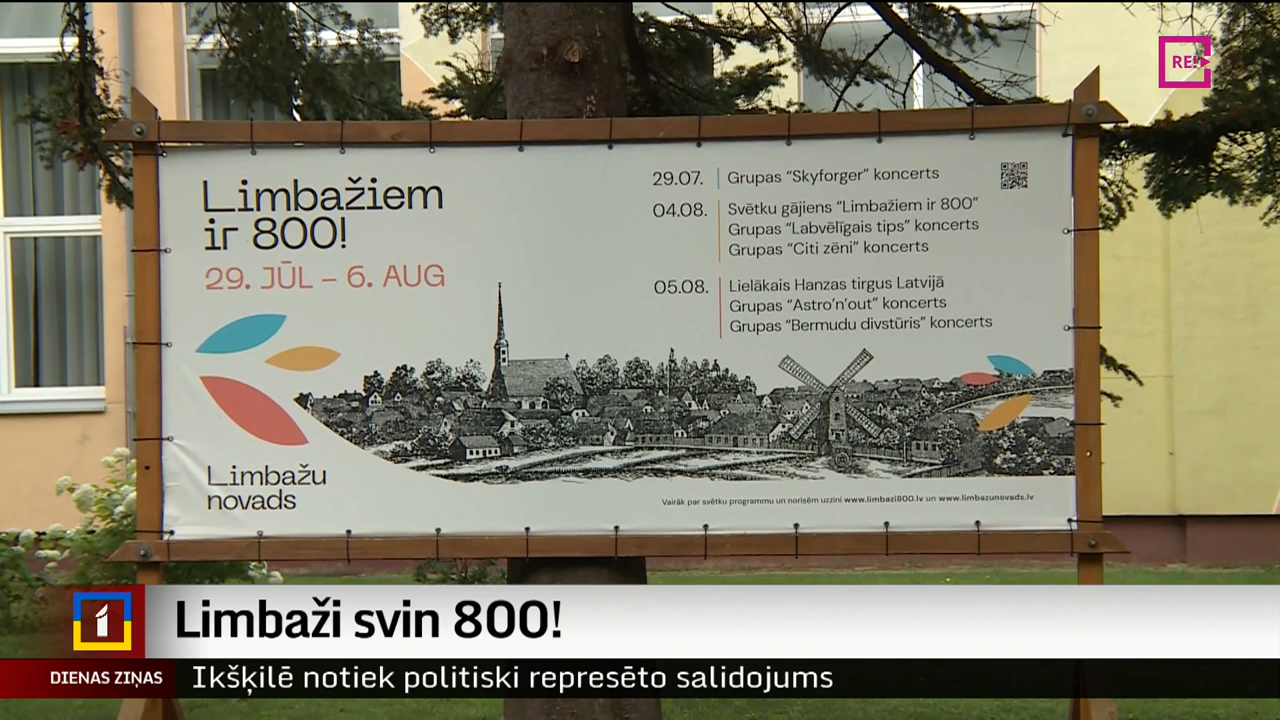 RE!
Limbažiem
ir 800!
29. JŪL – 6. AUG
29.07. Grupas “Skyforger” koncerts
04.08. Svētku gājiens “Limbažiem ir 800”
Grupas “Labvēlīgais tips” koncerts
Grupas “Citi zēni” koncerts
05.08. Lielākais Hanzas tirgus Latvijā
Grupas “Astro’n’out” koncerts
Grupas “Bermudu divstūris” koncerts
Limbažu
novads
Vairāk par svētku programmu un norisēm uzzini www.limbazi800.lv un www.limbazunovads.lv
1 Limbaži svin 800!
DIENAS ZIŅAS Ikšķilē notiek politiski represēto salidojums